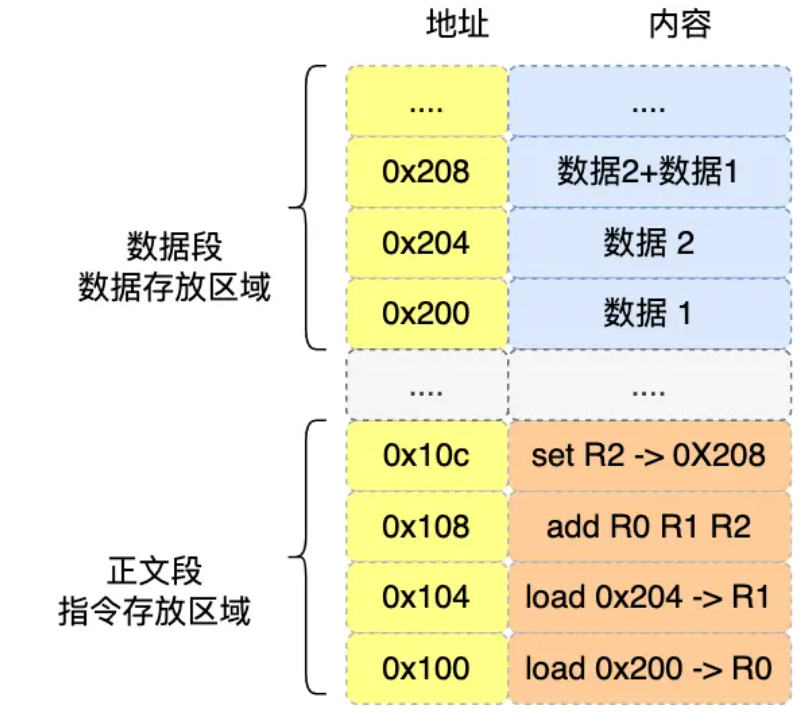 地址 内容
.... ....
0x208 数据2+数据1
0x204 数据 2
0x200 数据 1
数据段
数据存放区域
.... ....
0x10c set R2 -> 0X208
0x108 add R0 R1 R2
0x104 load 0x204 -> R1
0x100 load 0x200 -> R0
正文段
指令存放区域